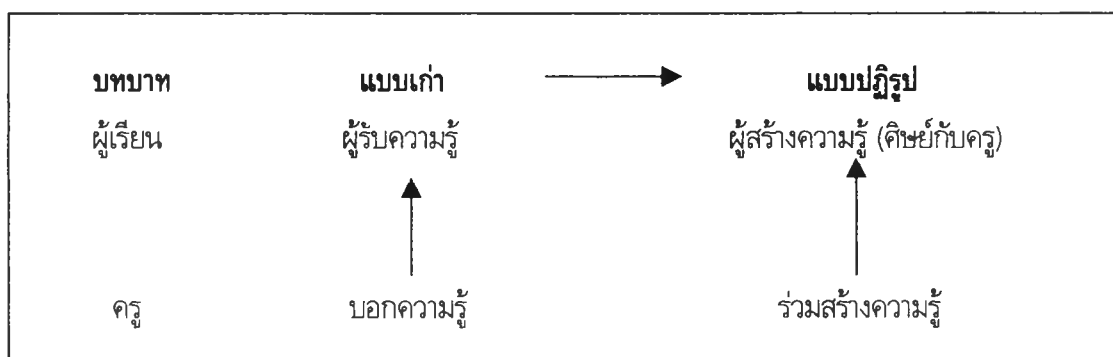 บทบาท แบบเก่า แบบปฏิรูป
ผู้เรียน ผู้รับความรู้ ผู้สร้างความรู้ (ศิษย์กับครู)
ครู บอกความรู้ ร่วมสร้างความรู้